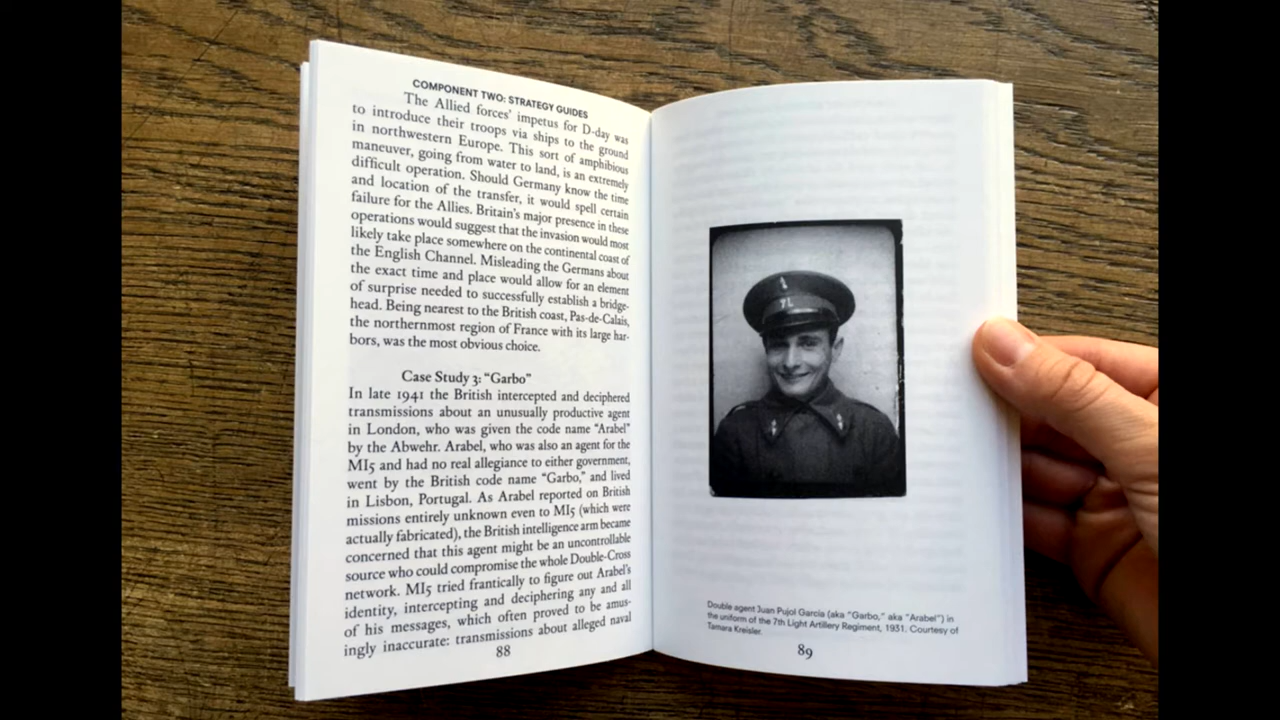 COMPONENT TWO: STRATEGY GUIDES
The Allied forces’ impetus for D-day was
to introduce their troops via ships to the ground
in northwestern Europe. This sort of amphibious
maneuver, going from water to land, is an extremely
difficult operation. Should Germany know the time
and location of the transfer, it would spell certain
failure for the Allies. Britain’s major presence in these
operations would suggest that the invasion would most
likely take place somewhere on the continental coast of
the English Channel. Misleading the Germans about
the exact time and place would allow for an element
of surprise needed to successfully establish a bridge-
head. Being nearest to the British coast, Pas-de-Calais,
the northernmost region of France with its large har-
bors, was the most obvious choice.
Case Study 3: “Garbo”
In late 1941 the British intercepted and deciphered
transmissions about an unusually productive agent
in London, who was given the code name “Arabel”
by the Abwehr. Arabel, who was also an agent for the
MI5 and had no real allegiance to either government,
went by the British code name “Garbo,” and lived
in Lisbon, Portugal. As Arabel reported on British
missions entirely unknown even to MI5 (which were
actually fabricated), the British intelligence arm became
concerned that this agent might be an uncontrollable
source who could compromise the whole Double-Cross
network. MI5 tried frantically to figure out Arabel’s
identity, intercepting and deciphering any and all
of his messages, which often proved to be amus-
ingly inaccurate: transmissions about alleged naval
88
7L
Double agent Juan Pujol Garcia (aka “Garbo,” aka “Arabel”) in
the uniform of the 7th Light Artillery Regiment, 1931. Courtesy of
Tamara Kreisler.
89